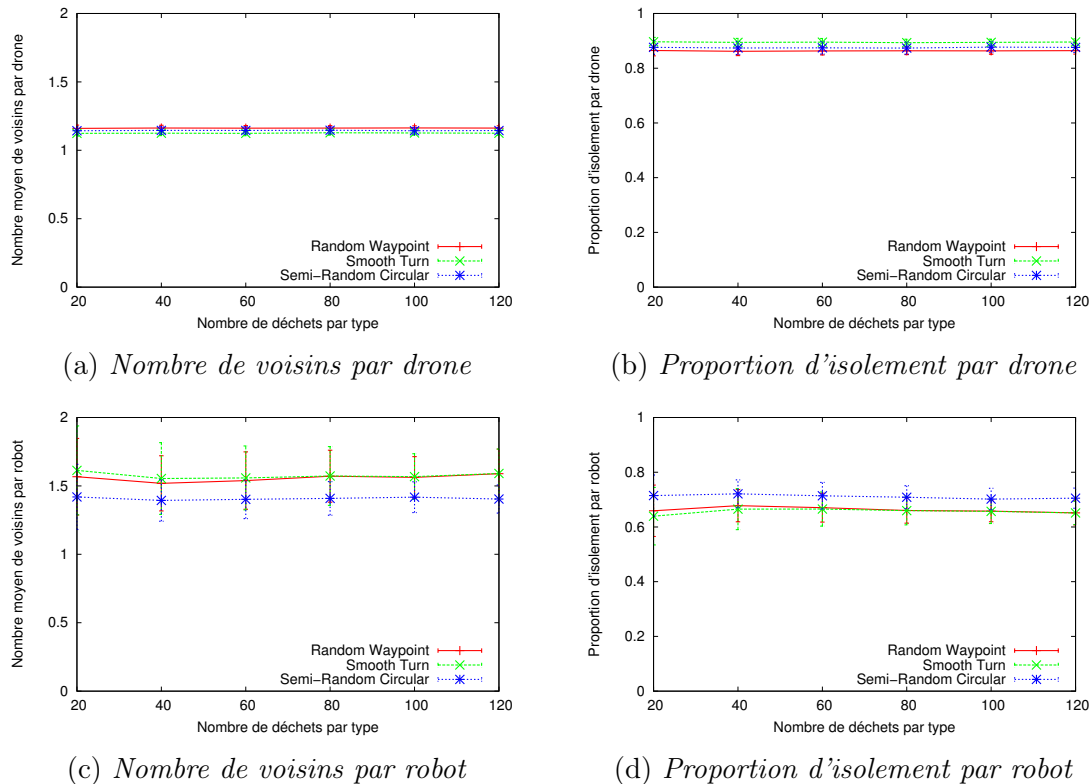 2
1.5
1
0.5
0
20 40 60 80 100 120
Nombre moyen de voisins par drone
Nombre de déchets par type
Random Waypoint
Smooth Turn
Semi-Random Circular
(a) Nombre de voisins par drone
1
0.8
0.6
0.4
0.2
0
20 40 60 80 100 120
Proportion d'isolement par drone
Nombre de déchets par type
Random Waypoint
Smooth Turn
Semi-Random Circular
(b) Proportion d'isolement par drone
2
1.5
1
0.5
0
20 40 60 80 100 120
Nombre moyen de voisins par robot
Nombre de déchets par type
Random Waypoint
Smooth Turn
Semi-Random Circular
(c) Nombre de voisins par robot
1
0.8
0.6
0.4
0.2
0
20 40 60 80 100 120
Proportion d'isolement par robot
Nombre de déchets par type
Random Waypoint
Smooth Turn
Semi-Random Circular
(d) Proportion d'isolement par robot